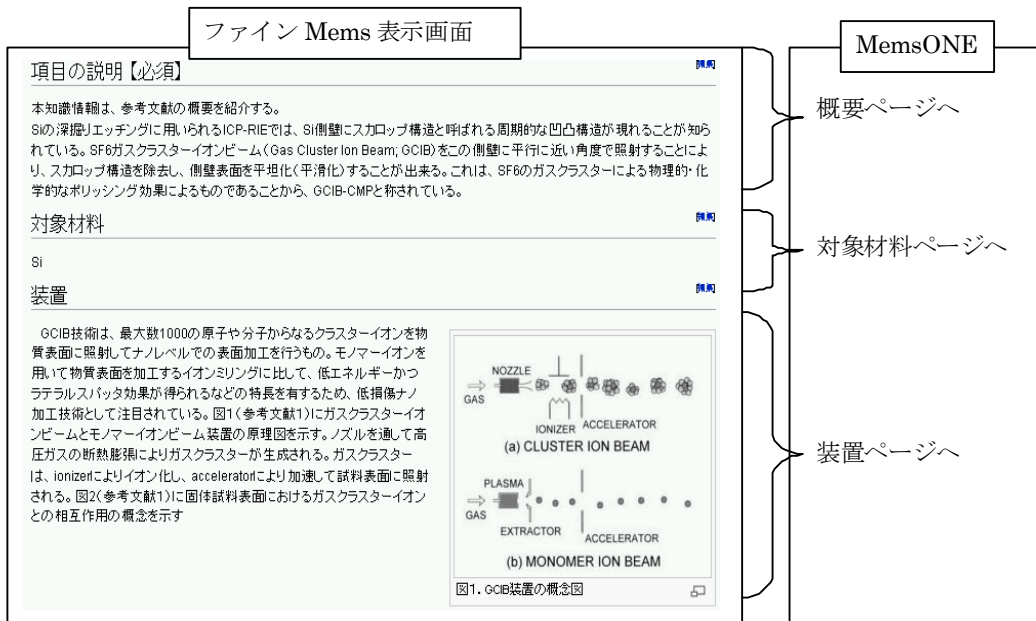 ファイン Mems 表示画面
MemsONE
項目の説明【必須】
[編集]
本知識情報は、参考文献の概要を紹介する。
Siの深掘りエッチングに用いられるICP-RIEでは、Si側壁にスカロップ構造と呼ばれる周期的な凹凸構造が現れることが知ら
れている。SF6ガスクラスターイオンビーム(Gas Cluster Ion Beam; GCIB)をこの側壁に平行に近い角度で照射することによ
り、スカロップ構造を除去し、側壁表面を平坦化(平滑化)することが出来る。これは、SF6のガスクラスターによる物理的・化
学的なポリッシング効果によるものであることから、GCIB-CMPと称されている。
概要ページへ
対象材料
[編集]
Si
対象材料ページへ
装置
[編集]
GCIB技術は、最大数1000の原子や分子からなるクラスターイオンを物
質表面に照射してナノレベルでの表面加工を行うもの。モノマーイオンを
用いて物質表面を加工するイオンミリングに比して、低エネルギーかつ
ラテラルスパッタ効果が得られるなどの特長を有するため、低損傷ナノ
加工技術として注目されている。図1(参考文献1)にガスクラスターイオ
ンビームとモノマーイオンビーム装置の原理図を示す。ノズルを通して高
圧ガスの断熱膨張によりガスクラスターが生成される。ガスクラスター
は、ionizerによりイオン化し、acceleratorにより加速して試料表面に照射
される。図2(参考文献1)に固体試料表面におけるガスクラスターイオン
との相互作用の概念を示す
NOZZLE
GAS
IONIZER
ACCELERATOR
(a) CLUSTER ION BEAM
PLASMA
GAS
EXTRACTOR
ACCELERATOR
(b) MONOMER ION BEAM
図1. GCIB装置の概念図
装置ページへ